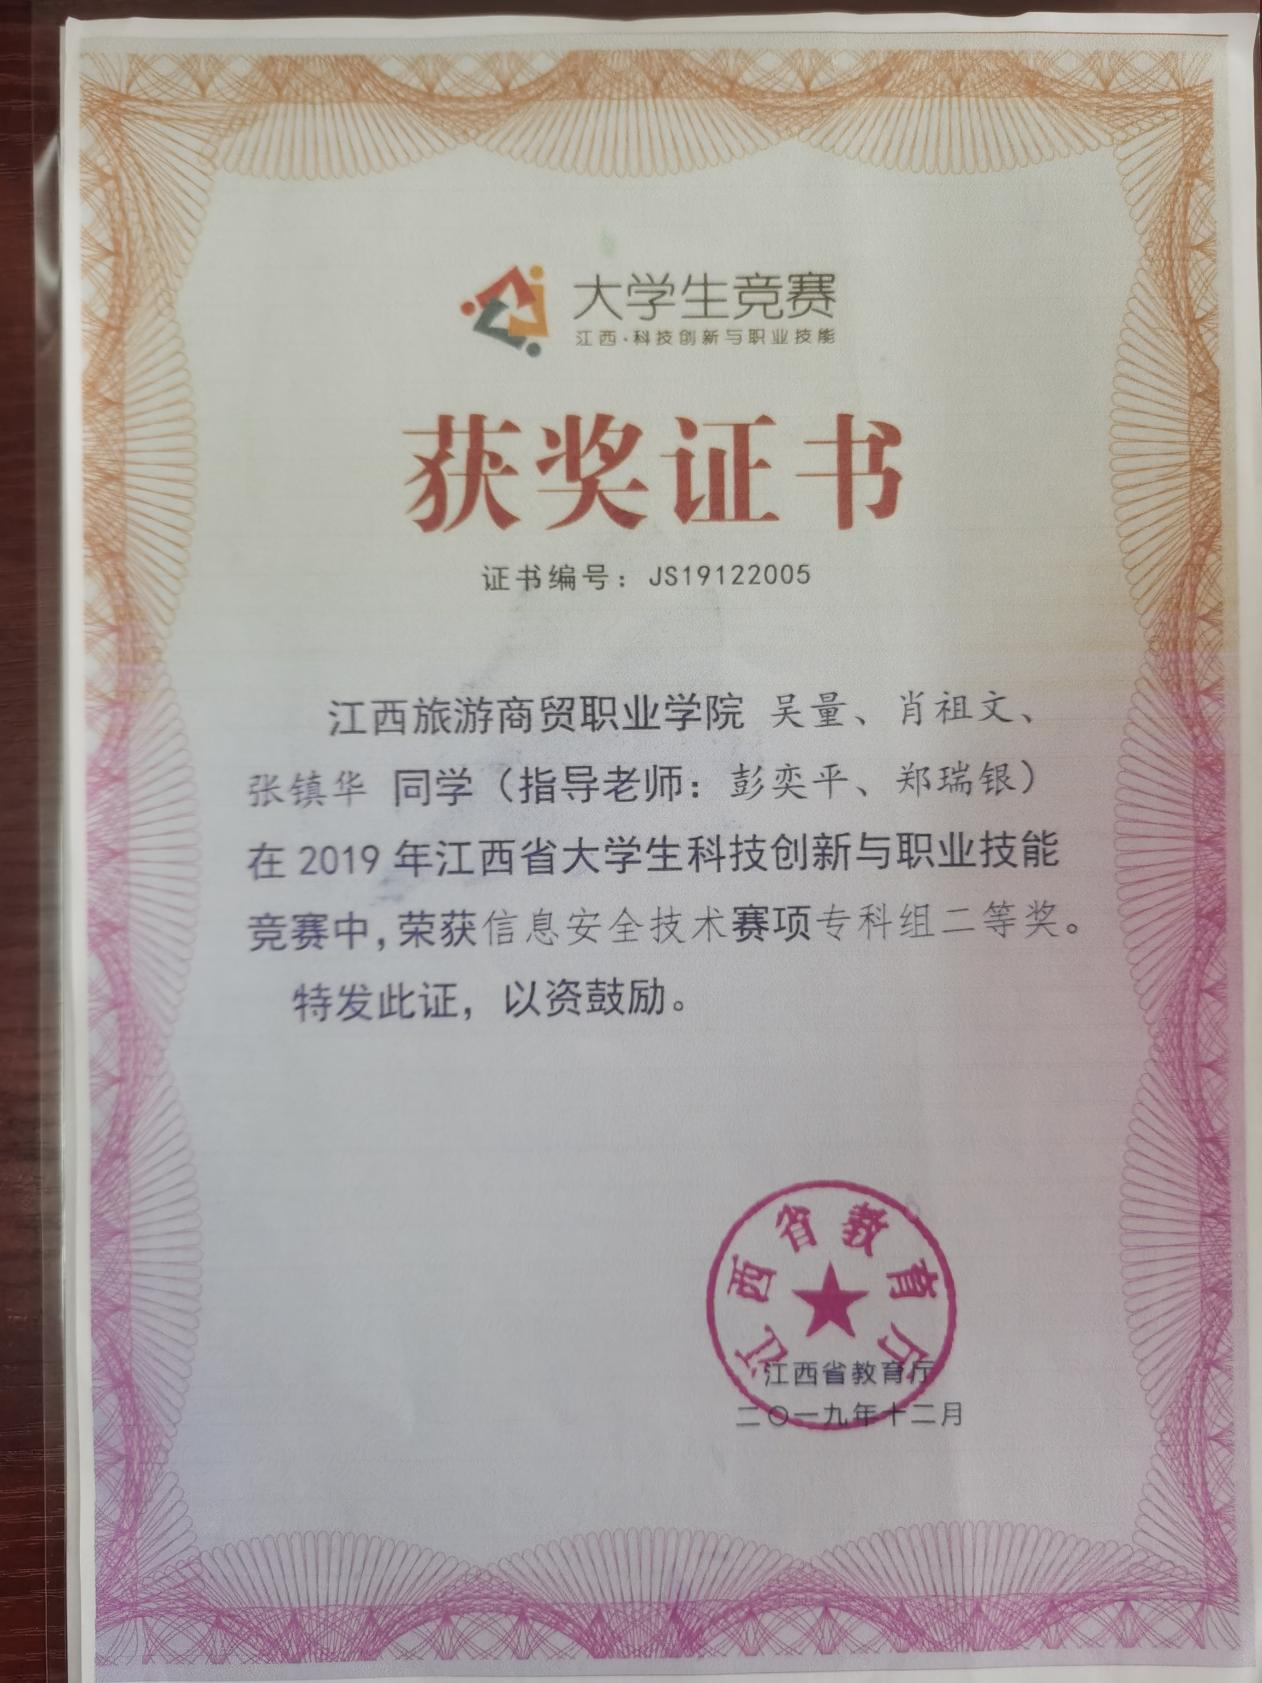 大学生竞赛
江西·科技创新与职业技能
获奖证书
证书编号：JS19122005
江西旅游商贸职业学院 吴量、肖祖文、
张镇华 同学（指导老师：彭奕平、郑瑞银）
在 2019 年江西省大学生科技创新与职业技能
竞赛中，荣获信息安全技术赛项专科组二等奖。
特发此证，以资鼓励。
江西省教育厅
江西省教育厅
二〇一九年十二月